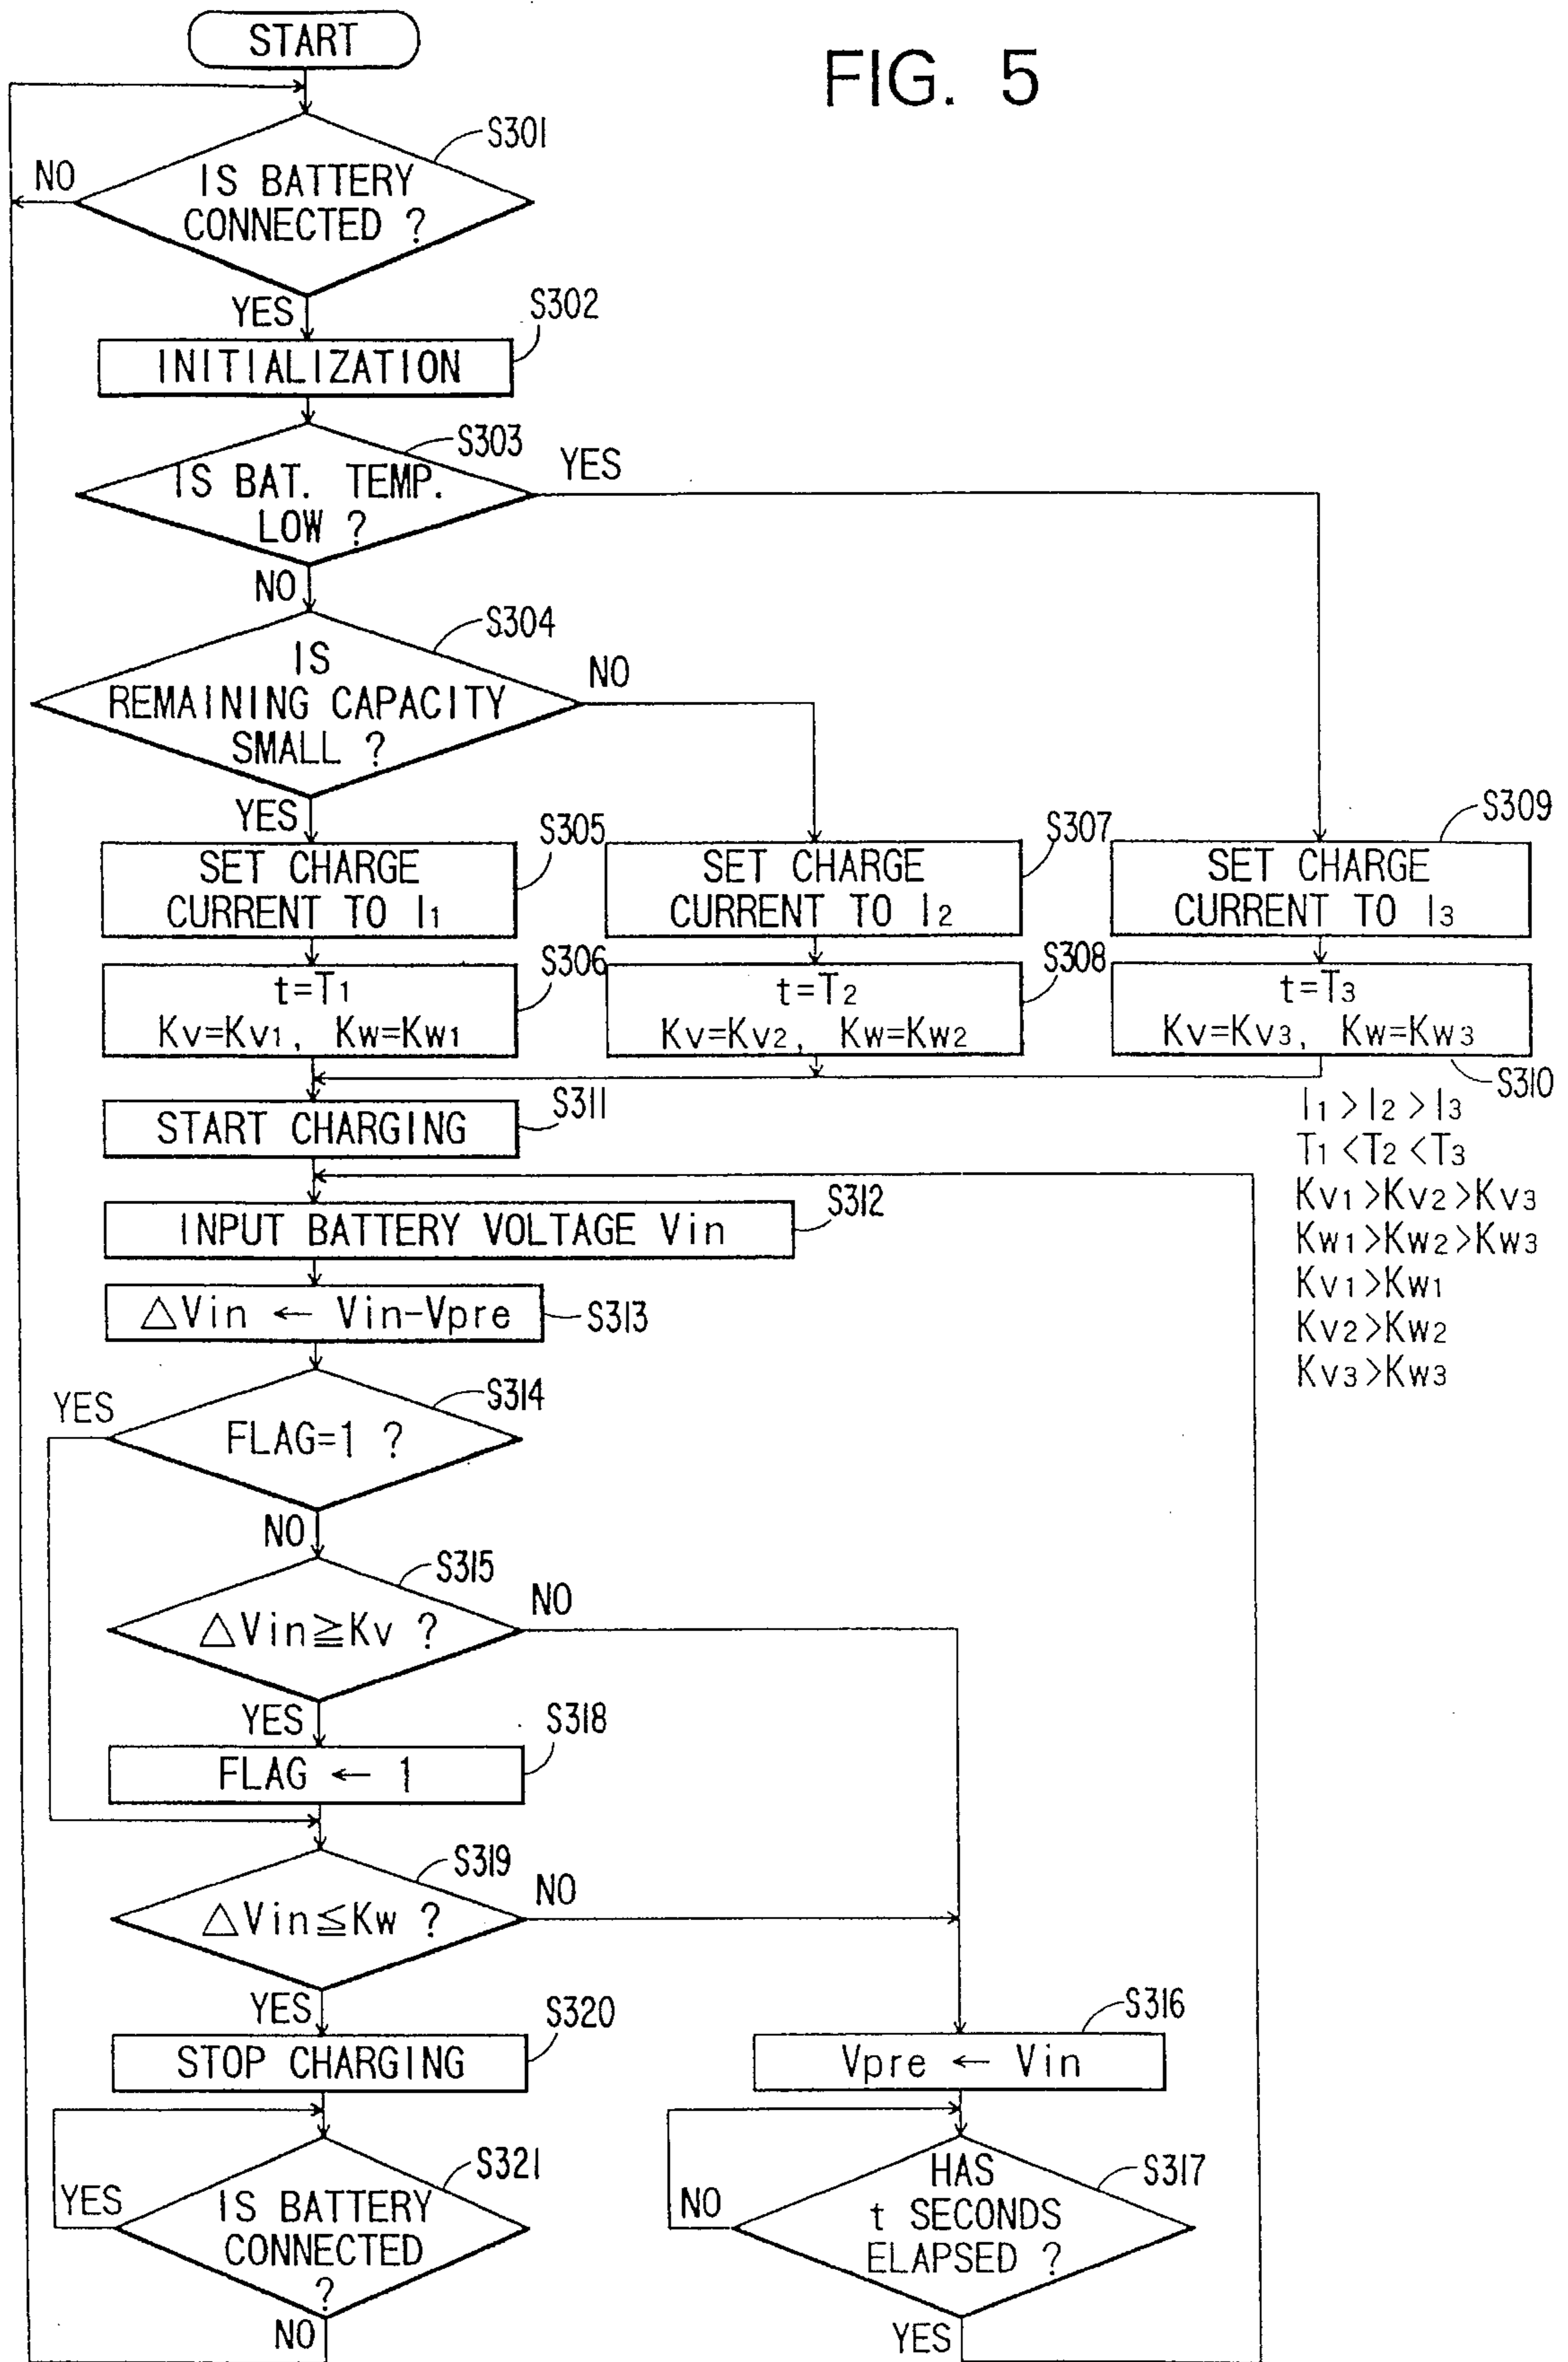 FIG. 5
START
S301
NO
IS BATTERY
CONNECTED ?
YES
S302
INITIALIZATION
S303
YES
IS BAT. TEMP.
LOW ?
NO
S304
IS
REMAINING CAPACITY
SMALL ?
NO
YES
S305
SET CHARGE
CURRENT TO I1
S307
SET CHARGE
CURRENT TO I2
S309
SET CHARGE
CURRENT TO I3
S306
t=T1
Kv=Kv1, Kw=Kw1
S308
t=T2
Kv=Kv2, Kw=Kw2
t=T3
Kv=Kv3, Kw=Kw3
S310
I1>I2>I3
T1<T2<T3
Kv1>Kv2>Kv3
Kw1>Kw2>Kw3
Kv1>Kw1
Kv2>Kw2
Kv3>Kw3
S311
START CHARGING
S312
INPUT BATTERY VOLTAGE Vin
△Vin ← Vin-Vpre
S313
S314
YES
FLAG=1 ?
NO
S315
NO
△Vin≧Kv ?
YES
S318
FLAG ← 1
S319
NO
△Vin≦Kw ?
YES
S320
STOP CHARGING
S316
Vpre ← Vin
S321
YES
IS BATTERY
CONNECTED
?
NO
S317
HAS
NO
t SECONDS
ELAPSED ?
YES